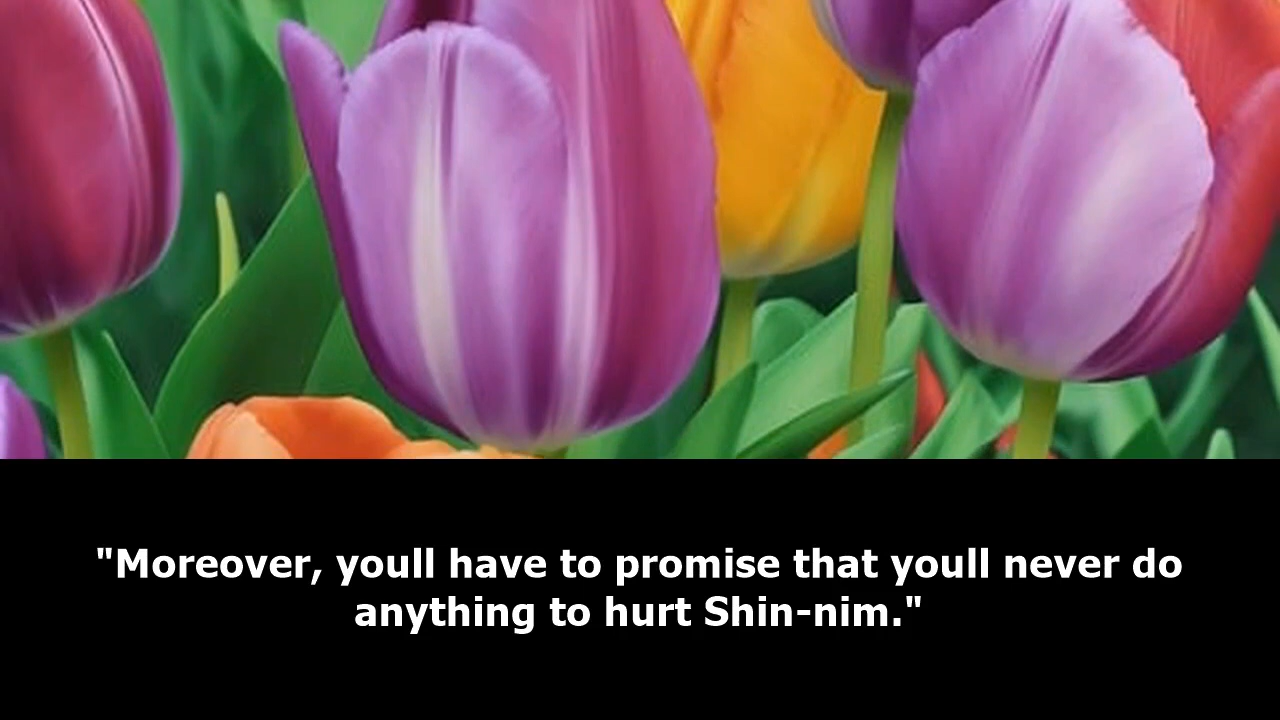 "Moreover, youll have to promise that youll never do
anything to hurt Shin-nim."